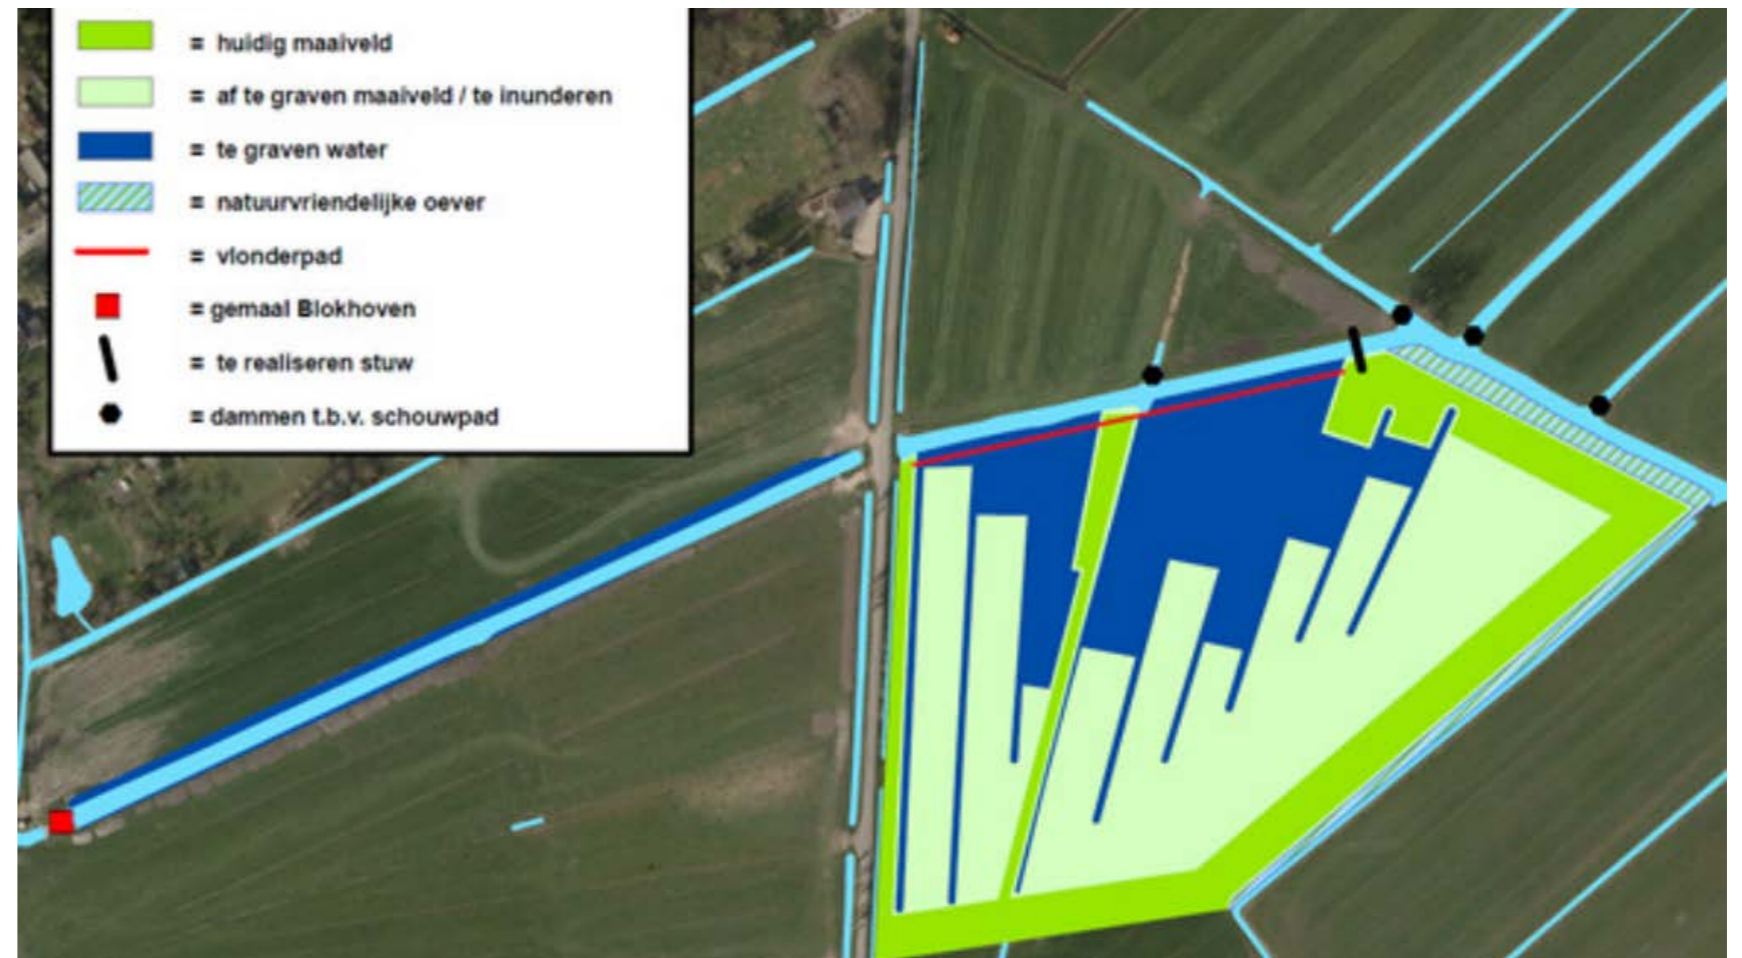 = huidig maaiveld
= af te graven maaiveld / te inunderen
= te graven water
= natuurvriendelijke oever
= vlonderpad
= gemaal Blokhoven
= te realiseren stuw
= dammen t.b.v. schouwpad